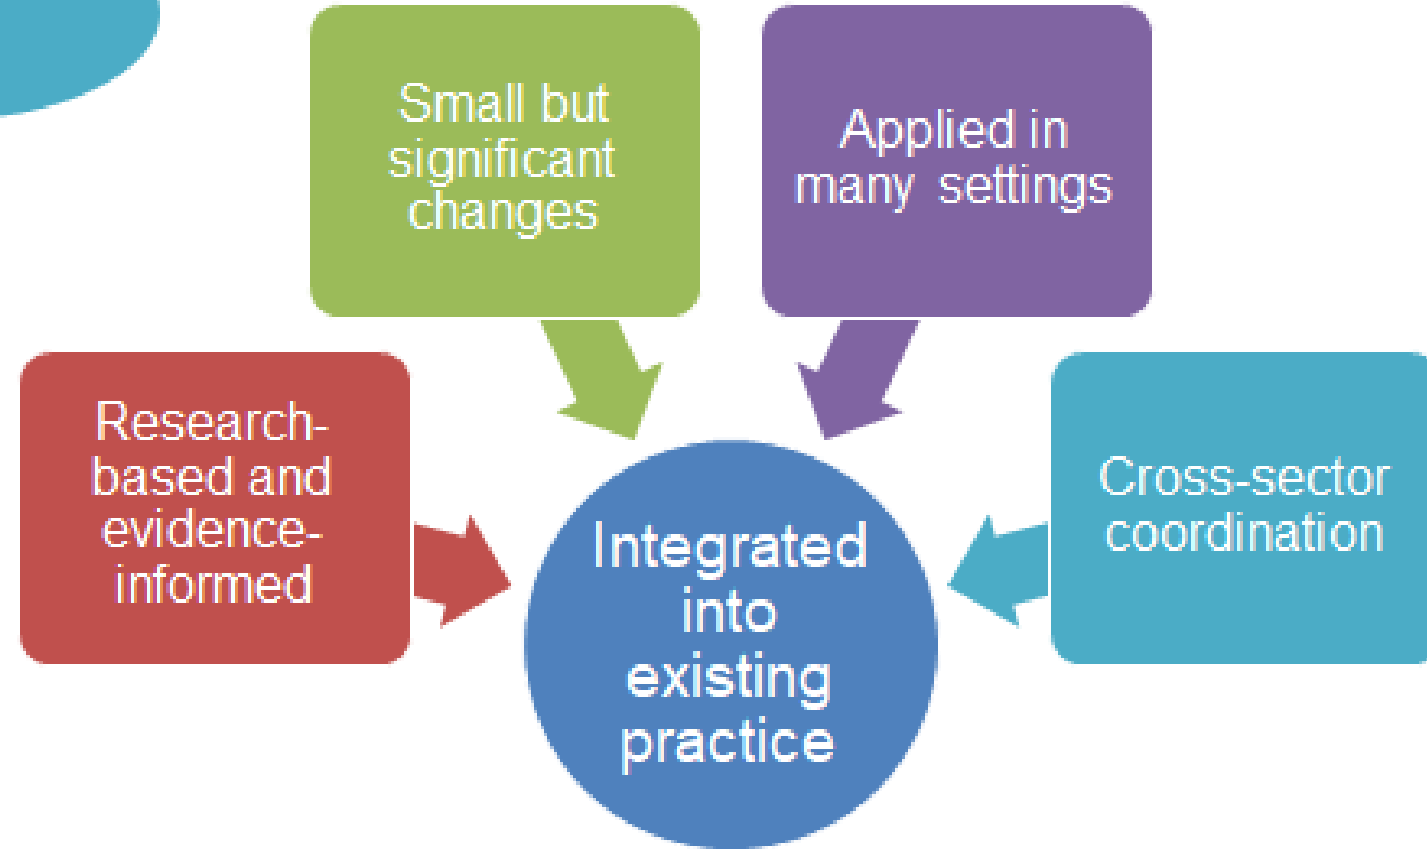 Small but
significant
changes
Applied in
many settings
Research-
based and
evidence-
informed
Cross-sector
coordination
Integrated
into
existing
practice